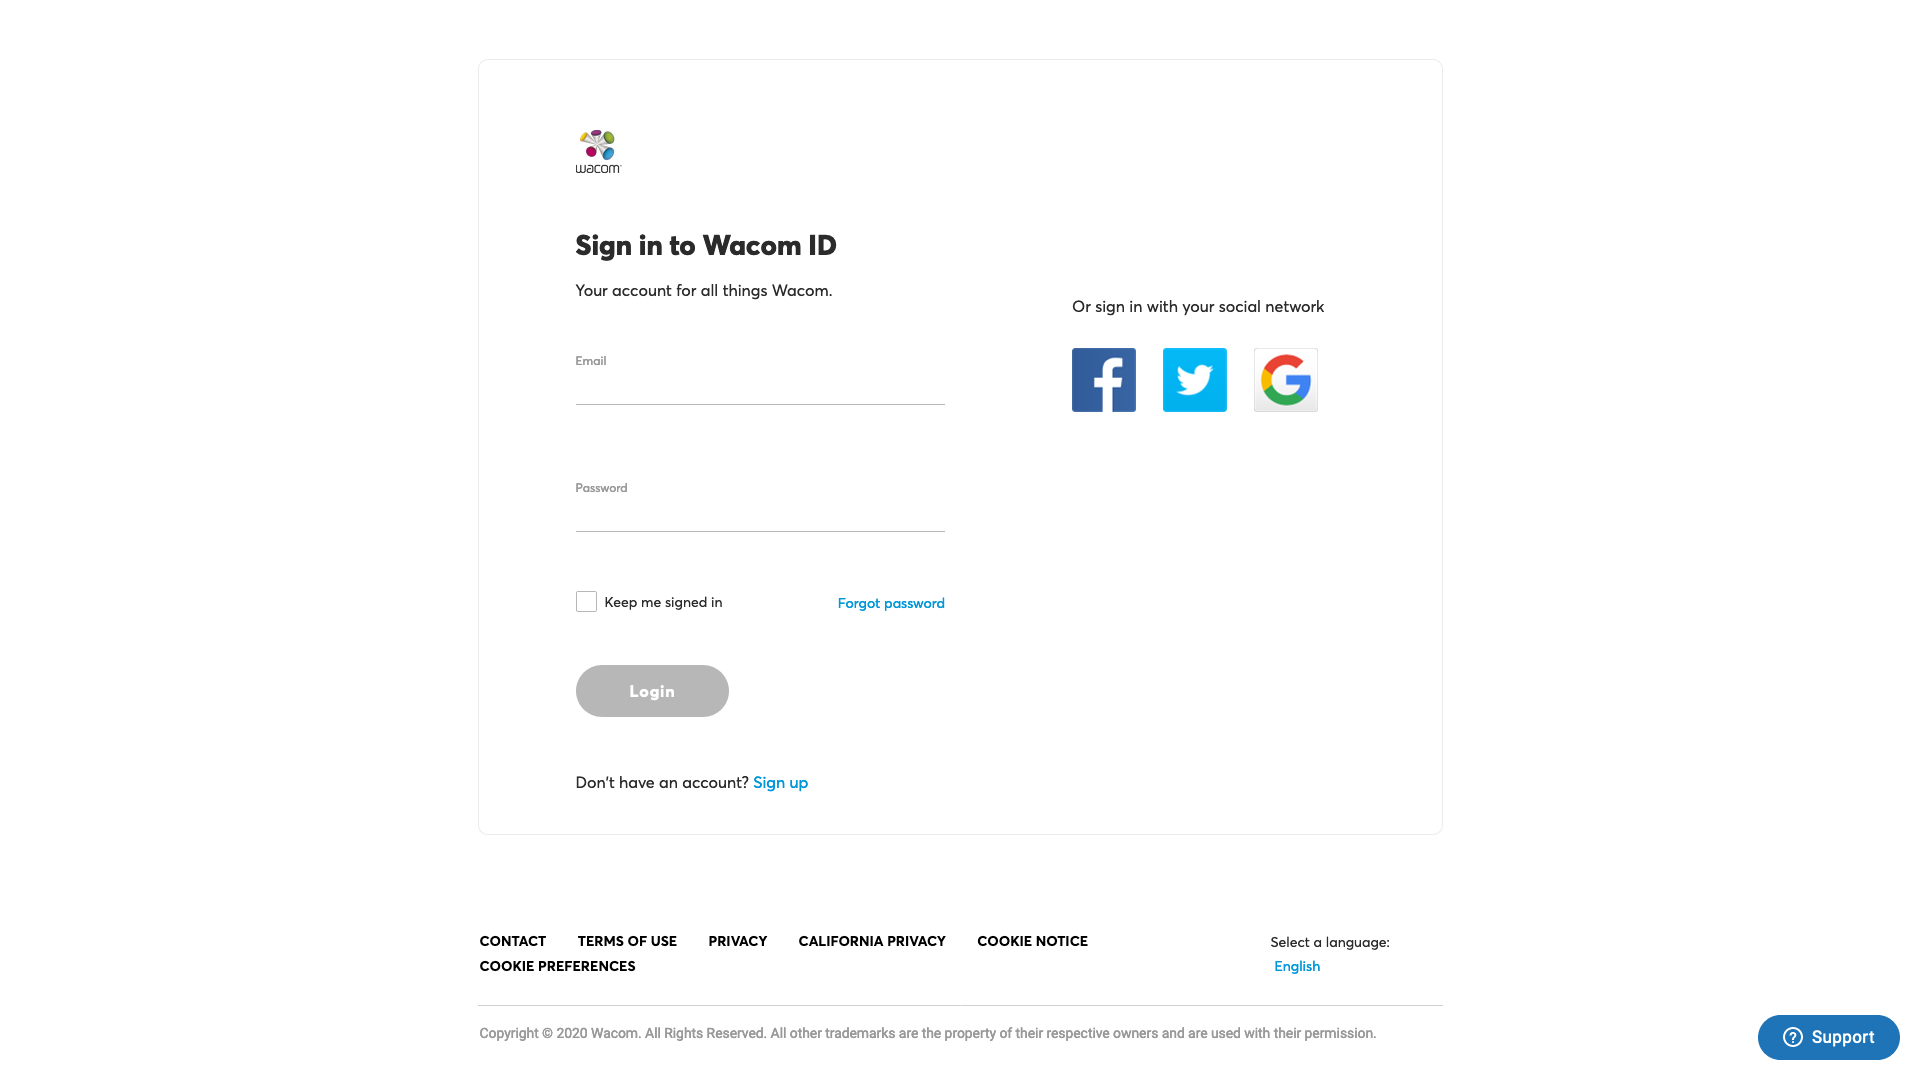 wacom
Sign in to Wacom ID
Your account for all things Wacom.
Email
Password
Keep me signed in
Forgot password
Login
Don't have an account? Sign up
Or sign in with your social network
CONTACT TERMS OF USE PRIVACY CALIFORNIA PRIVACY COOKIE NOTICE
COOKIE PREFERENCES
Select a language:
English
Copyright © 2020 Wacom. All Rights Reserved. All other trademarks are the property of their respective owners and are used with their permission.
Support